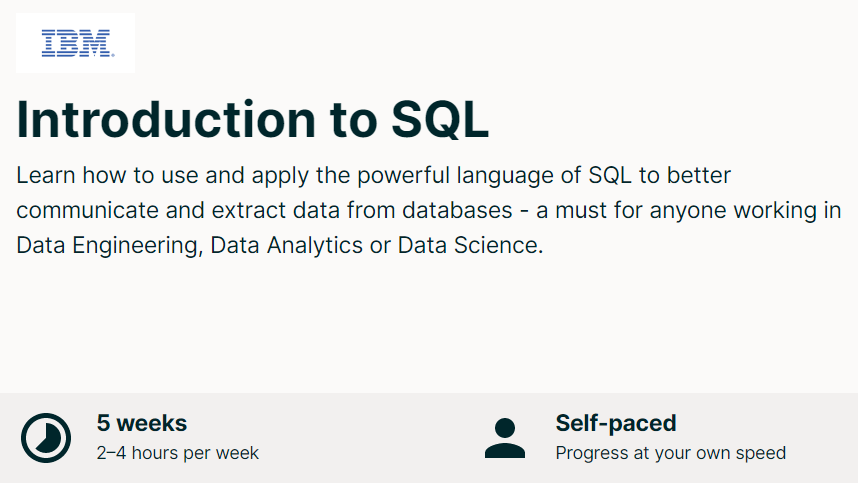 IBM®
Introduction to SQL
Learn how to use and apply the powerful language of SQL to better
communicate and extract data from databases - a must for anyone working in
Data Engineering, Data Analytics or Data Science.
5 weeks
2–4 hours per week
Self-paced
Progress at your own speed